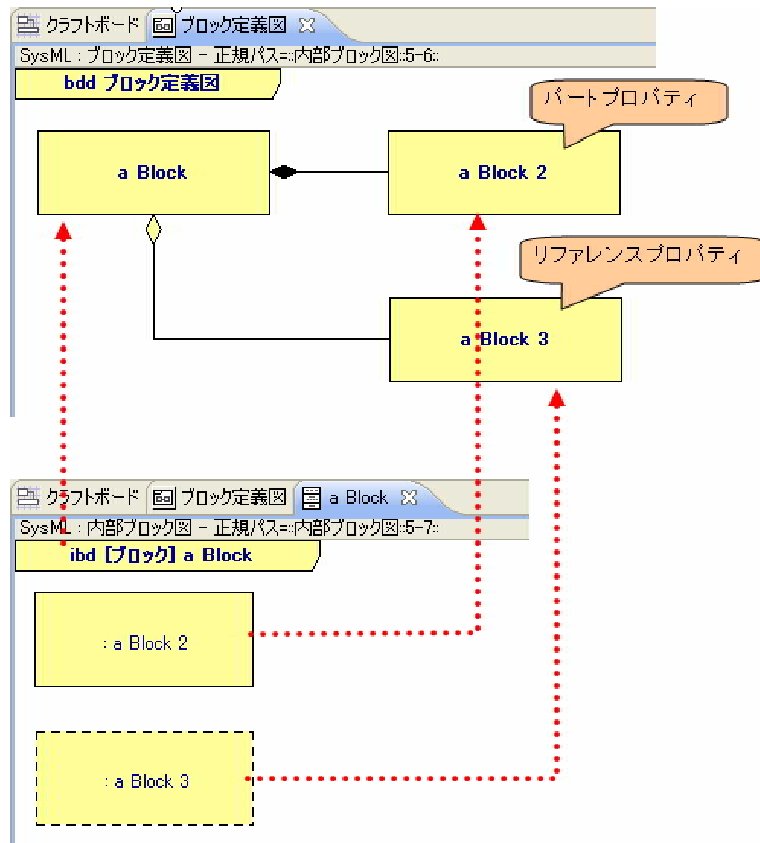 クラフトボード ブロック定義図
SysML : ブロック定義図 - 正規パス=::内部ブロック図::5-6::
bdd ブロック定義図
パートプロパティ
a Block
a Block 2
リファレンスプロパティ
a Block 3
クラフトボード ブロック定義図 a Block
SysML : 内部ブロック図 - 正規パス=::内部ブロック図::5-7::
ibd [ブロック] a Block
: a Block 2
: a Block 3